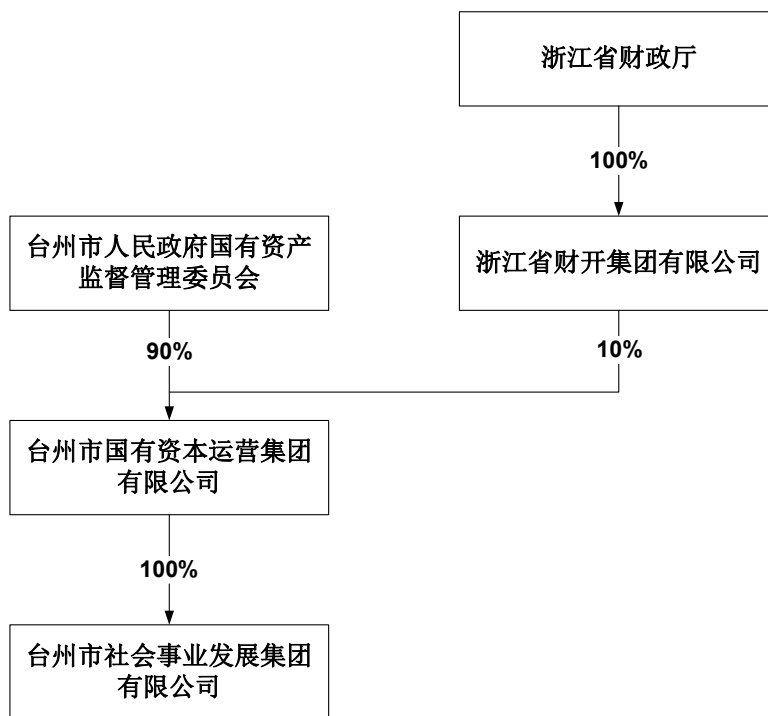 浙江省财政厅
100%
台州市人民政府国有资产
监督管理委员会
浙江省财开集团有限公司
90%
10%
台州市国有资本运营集团
有限公司
100%
台州市社会事业发展集团
有限公司